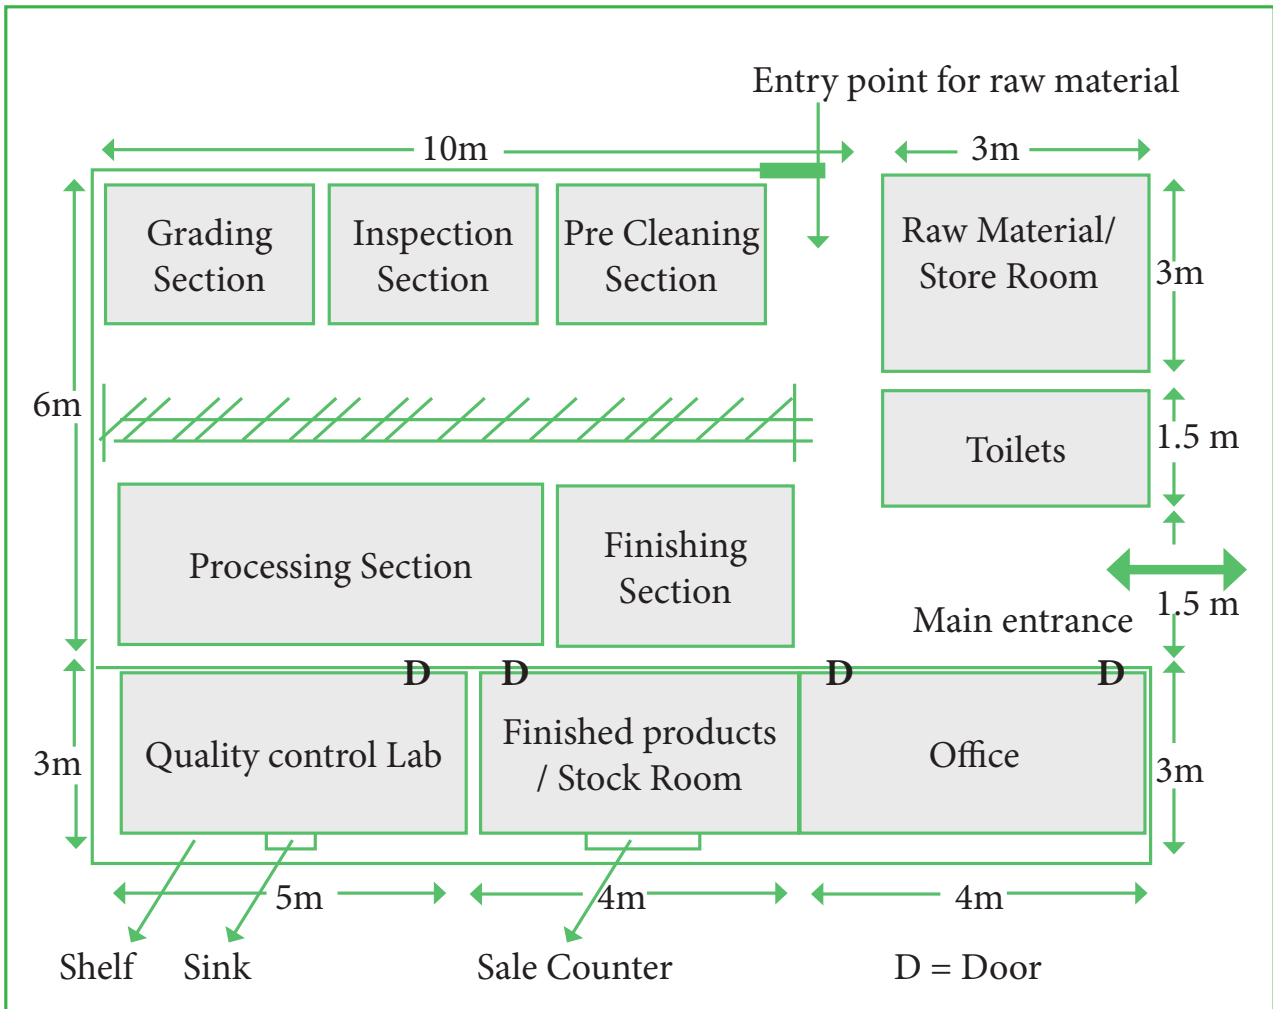 Entry point for raw material
10m
3m
Grading
Section
Inspection
Section
Pre Cleaning
Section
Raw Material/
Store Room
3m
6m
Toilets
1.5 m
Processing Section
Finishing
Section
Main entrance
1.5 m
D
D
D
D
3m
Quality control Lab
Finished products
/ Stock Room
Office
3m
5m
4m
4m
Shelf
Sink
Sale Counter
D = Door